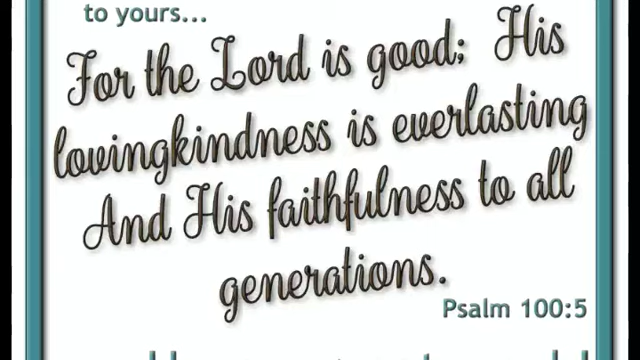 to yours...
For the Lord is good; His
lovingkindness is everlasting
And His faithfulness to all
generations.
Psalm 100:5